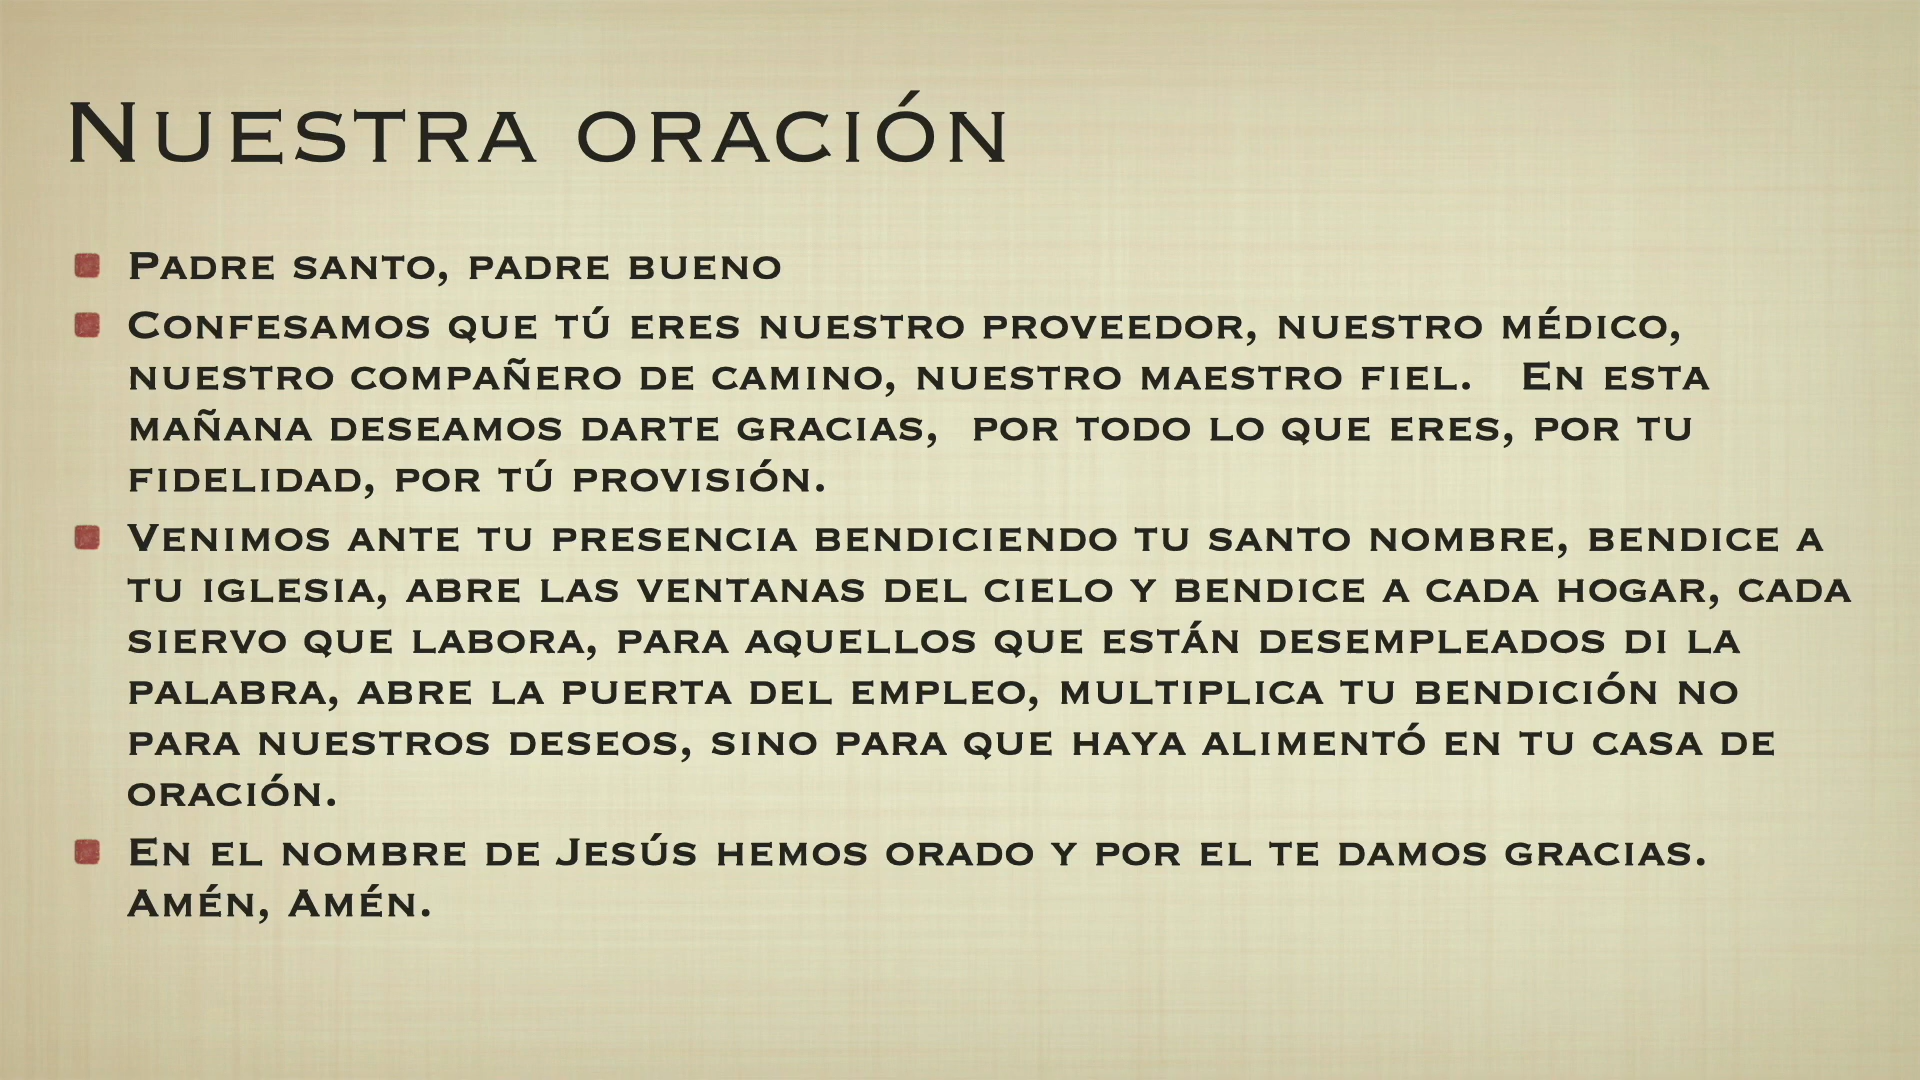 Nuestra oración
Padre santo, padre bueno
Confesamos que tú eres nuestro proveedor, nuestro médico,
nuestro compañero de camino, nuestro maestro fiel.   En esta
mañana deseamos darte gracias,  por todo lo que eres, por tu
fidelidad, por tú provisión.
Venimos ante tu presencia bendiciendo tu santo nombre, bendice a
tu iglesia, abre las ventanas del cielo y bendice a cada hogar, cada
siervo que labora, para aquellos que están desempleados di la
palabra, abre la puerta del empleo, multiplica tu bendición no
para nuestros deseos, sino para que haya alimentó en tu casa de
oración.
En el nombre de Jesús hemos orado y por el te damos gracias.
Amén, Amén.